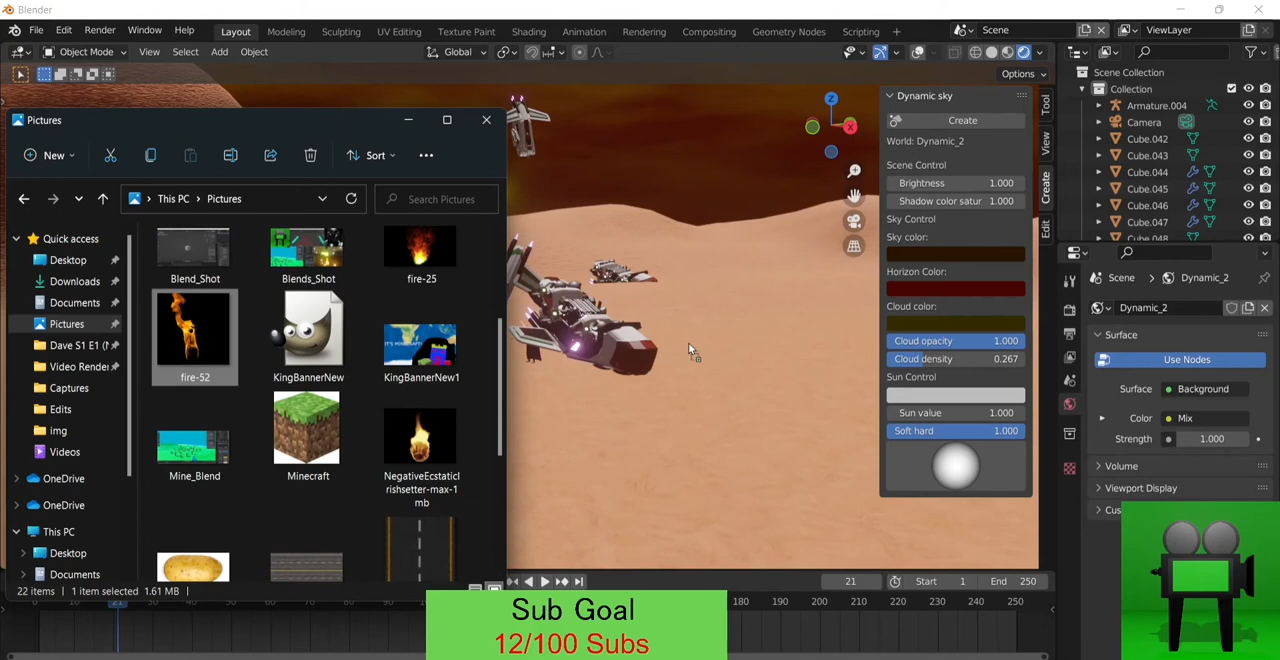 Blender
File Edit Render Window Help Layout Modeling Sculpting UV Editing Texture Paint Shading Animation Rendering Compositing Geometry Nodes Scripting + Scene ViewLayer
Object Mode View Select Add Object Global
Options
Pictures
New Sort
This PC Pictures Search Pictures
Quick access
Desktop
Downloads
Documents
Pictures
Dave S1 E1 (
Video Render
Captures
Edits
img
Videos
OneDrive
OneDrive
This PC
Desktop
Documents
Blend_Shot Blends_Shot fire-25
fire-52 KingBannerNew KingBannerNew1
Mine_Blend Minecraft NegativeEcstaticI
rishsetter-max-1
mb
22 items 1 item selected 1.61 MB
Z
X
Dynamic sky
Create
World: Dynamic_2
Scene Control
Brightness 1.000
Shadow color satur 1.000
Sky Control
Sky color:
Horizon Color:
Cloud color:
Cloud opacity 1.000
Cloud density 0.267
Sun Control
Sun value 1.000
Soft hard 1.000
Tool
View
Create
Edit
Scene Collection
Collection
Armature.004
Camera
Cube.042
Cube.043
Cube.044
Cube.045
Cube.046
Cube.047
Cube.048
Scene Dynamic_2
Dynamic_2
Surface
Use Nodes
Surface Background
Color Mix
Strength 1.000
Volume
Viewport Display
Cus
21 Start 1 End 250
0 21 180 190 200 210 220 230 240 250
Sub Goal
12/100 Subs